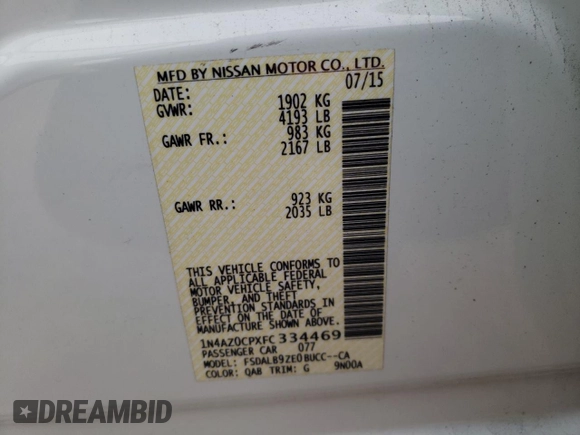 MFD BY NISSAN MOTOR CO., LTD.
DATE: 07/15
GVWR: 1902 KG
4193 LB
GAWR FR.: 983 KG
2167 LB
GAWR RR.: 923 KG
2035 LB
THIS VEHICLE CONFORMS TO
ALL APPLICABLE FEDERAL
MOTOR VEHICLE SAFETY,
BUMPER, AND THEFT
PREVENTION STANDARDS IN
EFFECT ON THE DATE OF
MANUFACTURE SHOWN ABOVE.
1N4AZ0CPXFC334469
PASSENGER CAR 077
MODEL: FSDALB9ZE0BUCC--CA
COLOR: QAB TRIM: G 9N00A
DREAMBID